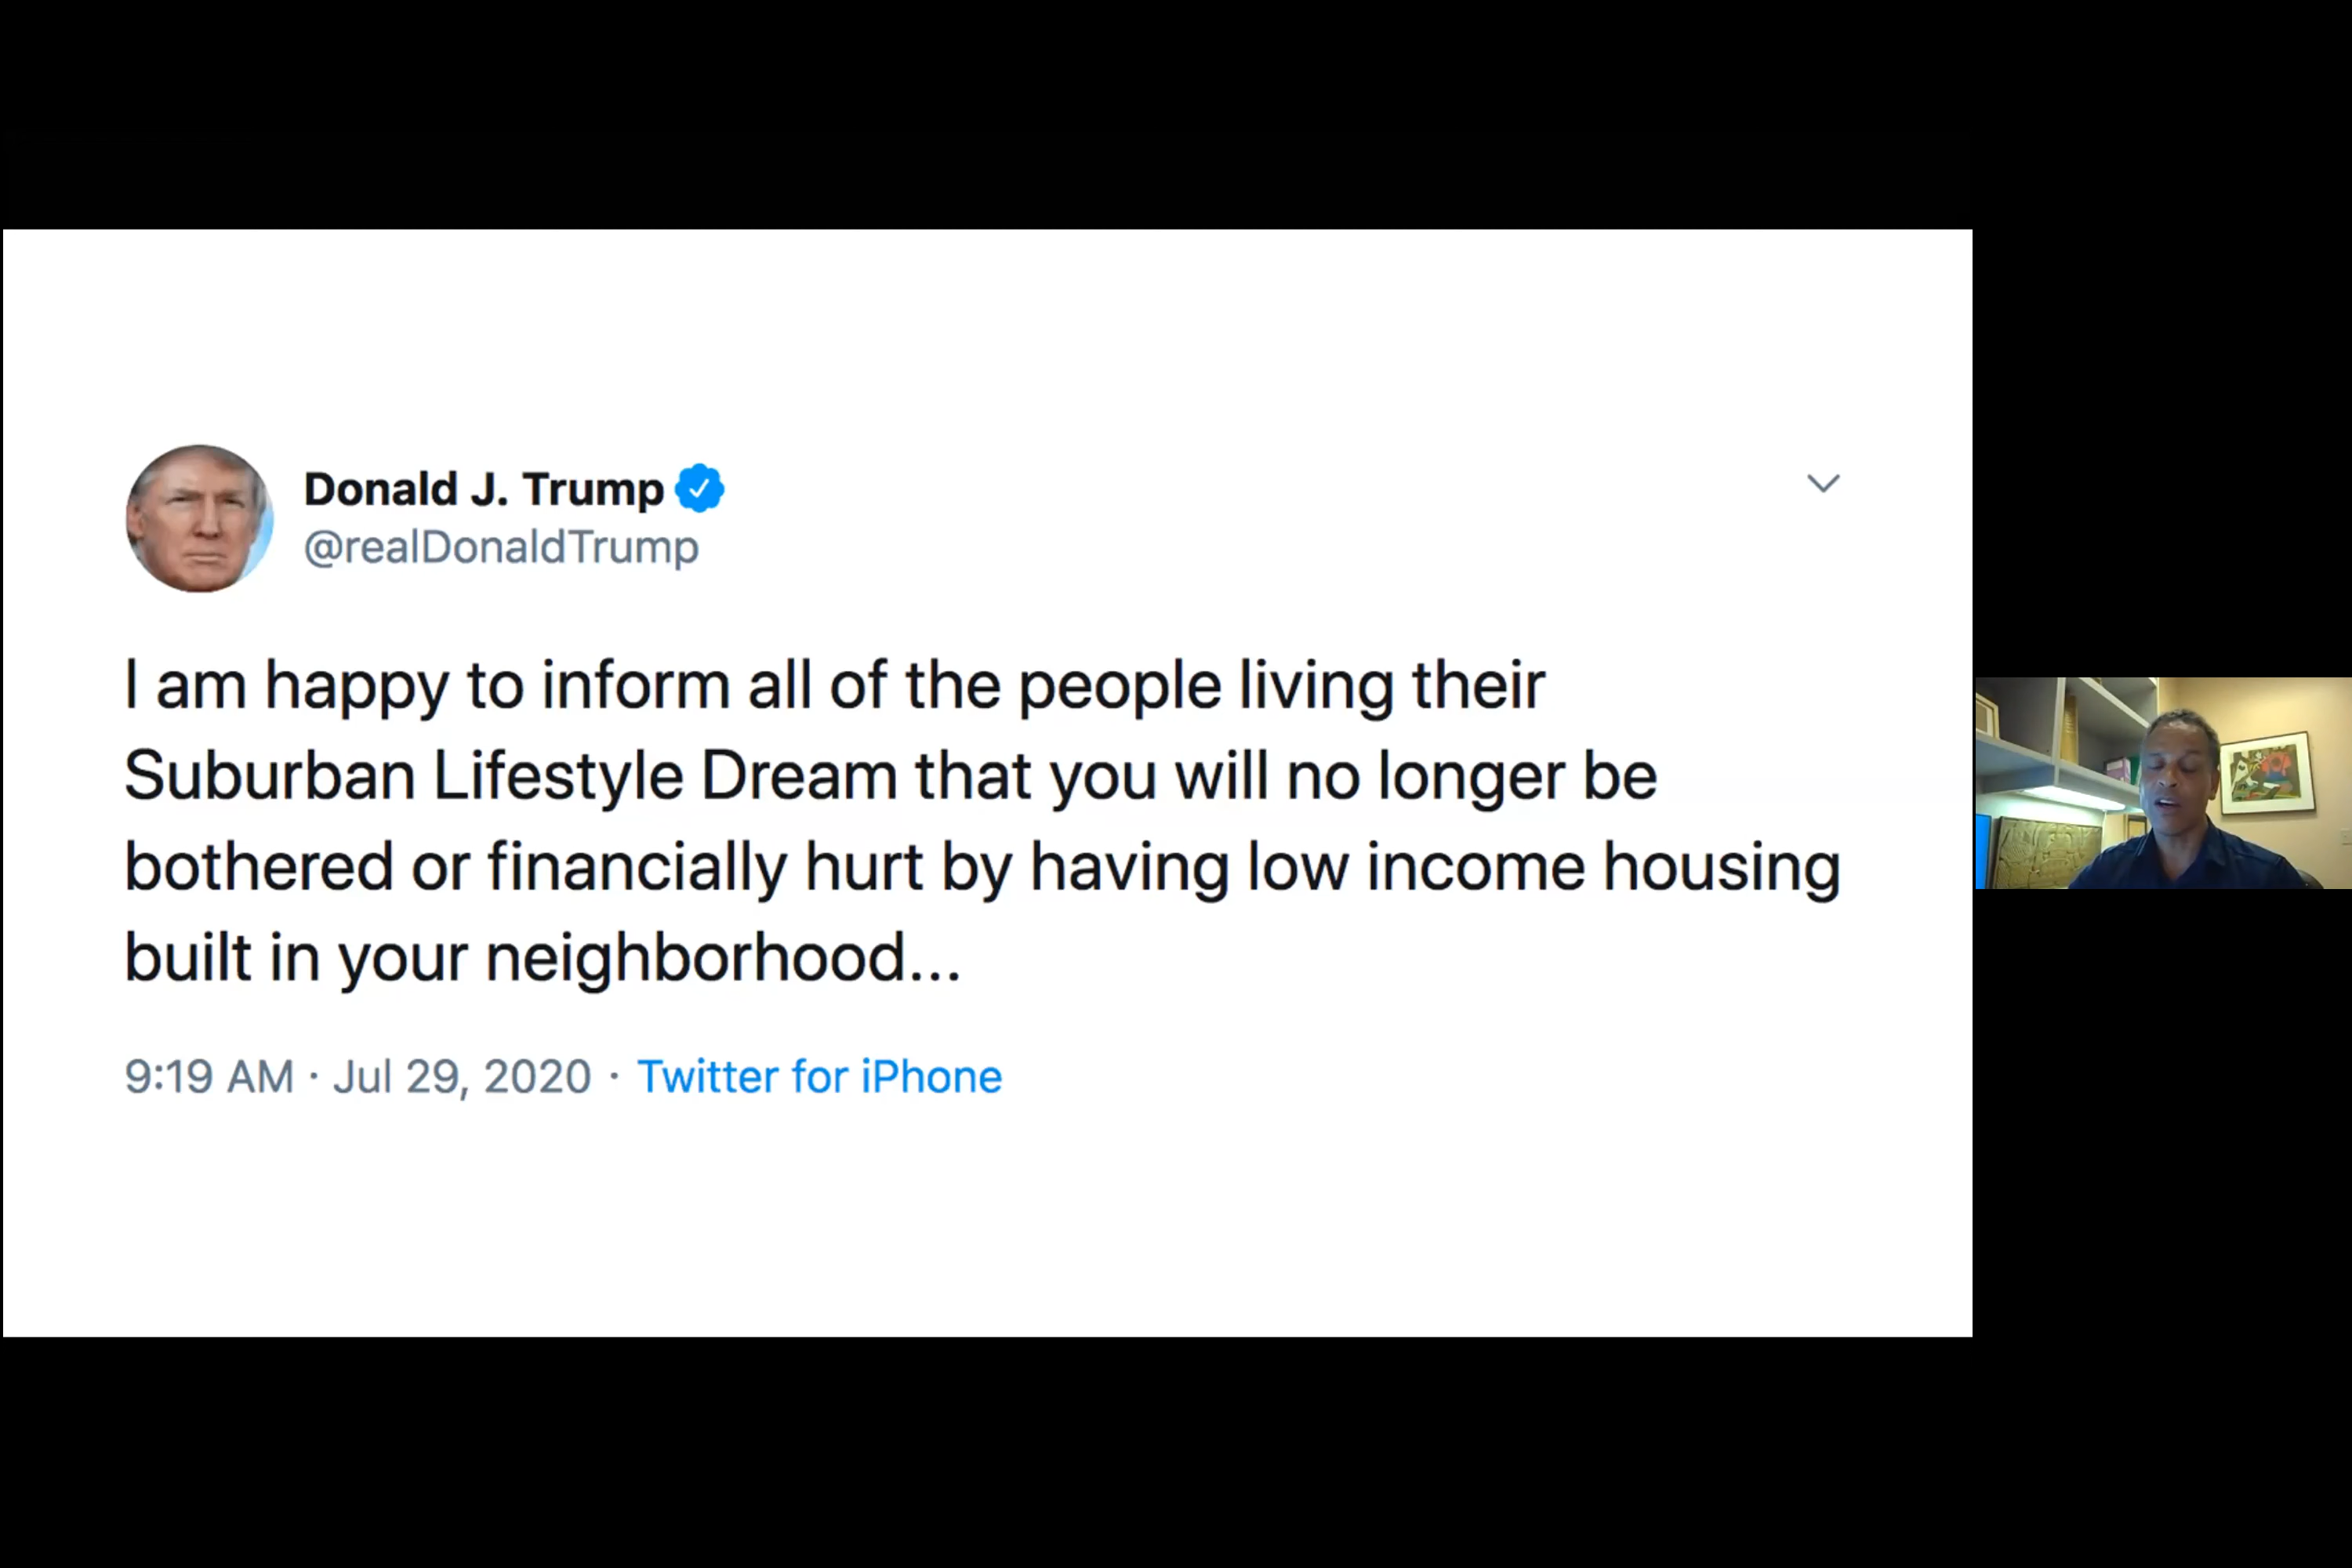 Donald J. Trump
@realDonaldTrump
I am happy to inform all of the people living their
Suburban Lifestyle Dream that you will no longer be
bothered or financially hurt by having low income housing
built in your neighborhood...
9:19 AM · Jul 29, 2020 · Twitter for iPhone